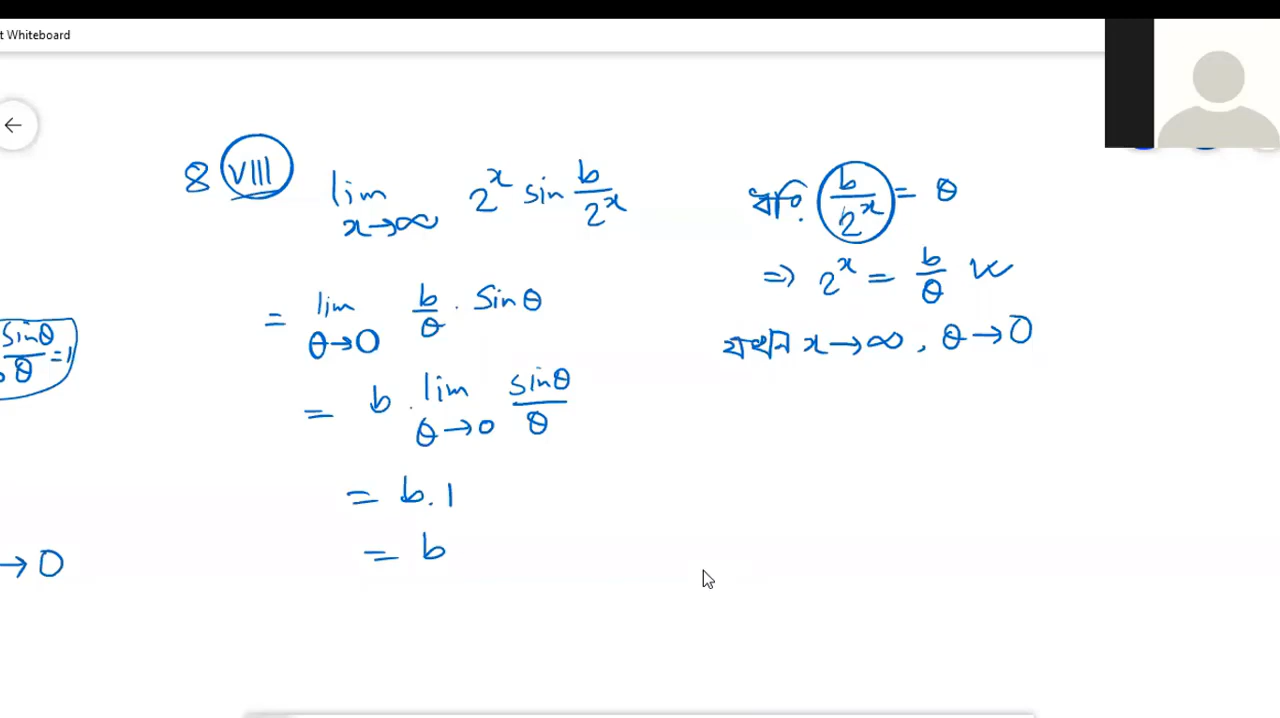 t Whiteboard
8 (VIII) lim x→∞ 2^x sin b/2^x
= lim θ→0 b/θ . sinθ
= b . lim θ→0 sinθ/θ
= b.1
= b
ধরি, b/2^x = θ
⇒ 2^x = b/θ
যখন x→∞, θ→0
sinθ/θ = 1
→0